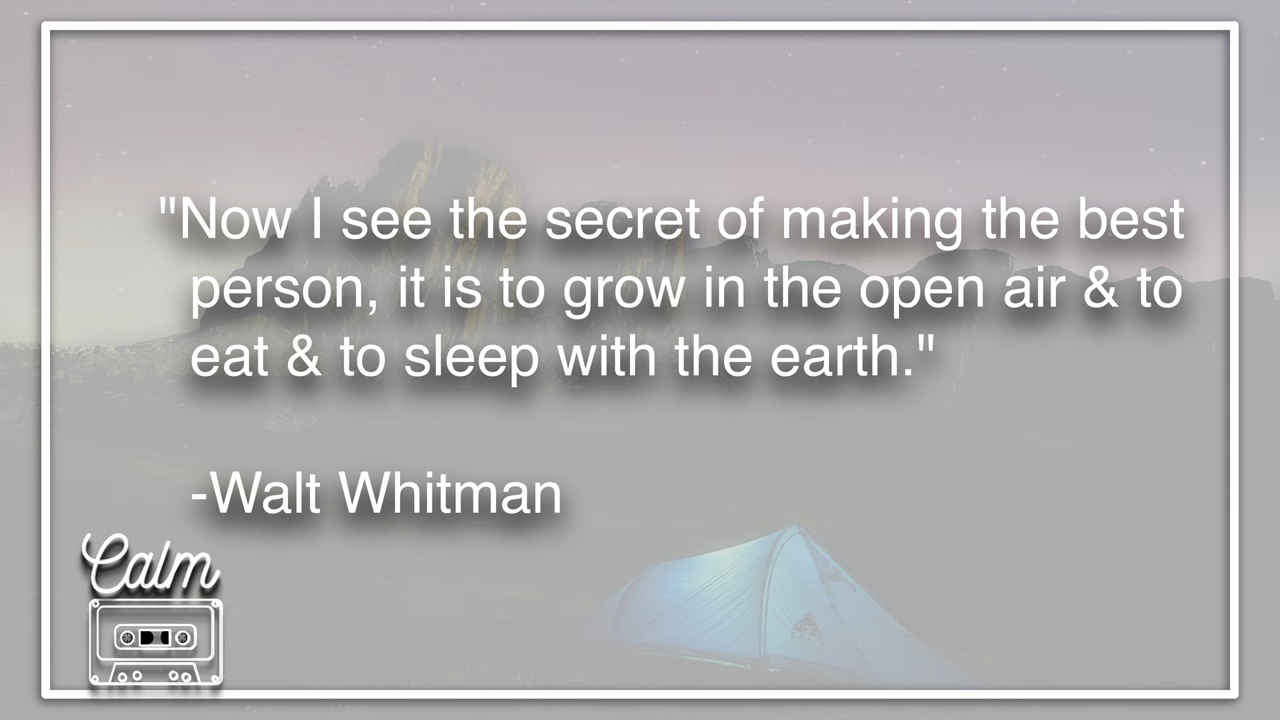 "Now I see the secret of making the best
person, it is to grow in the open air & to
eat & to sleep with the earth."
-Walt Whitman
Calm